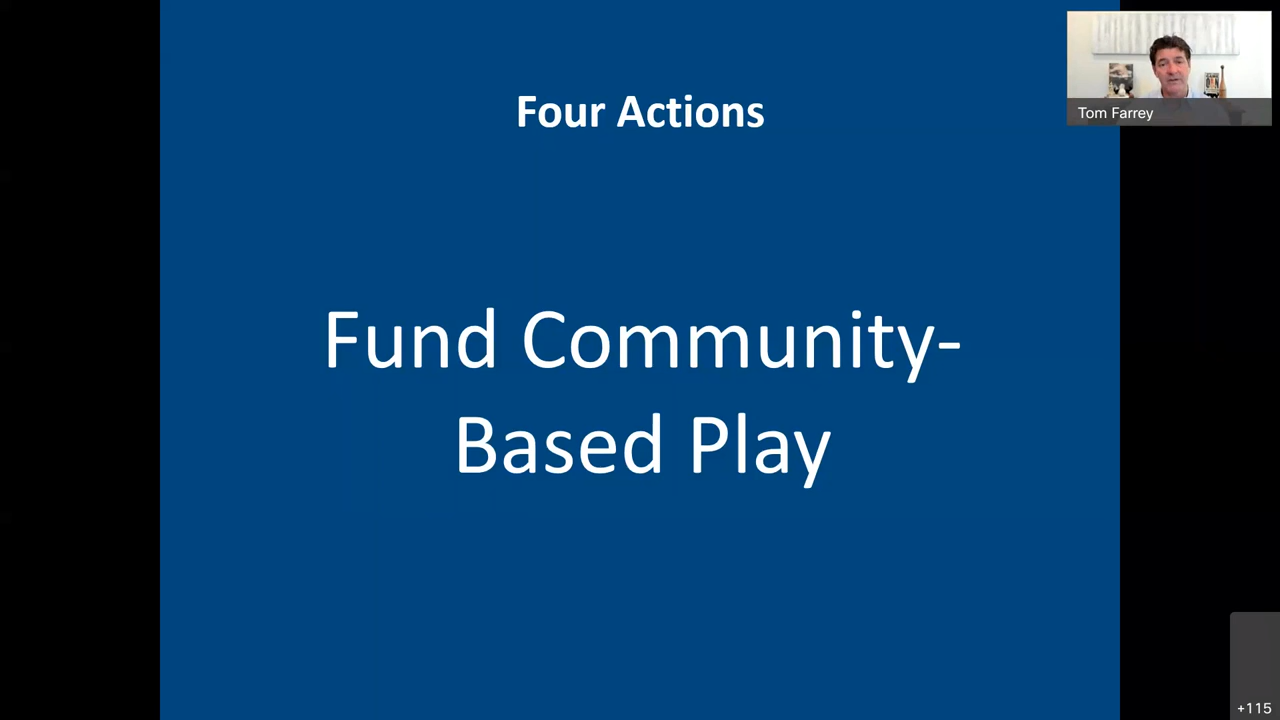 Four Actions
Tom Farrey
Fund Community-
Based Play
+115